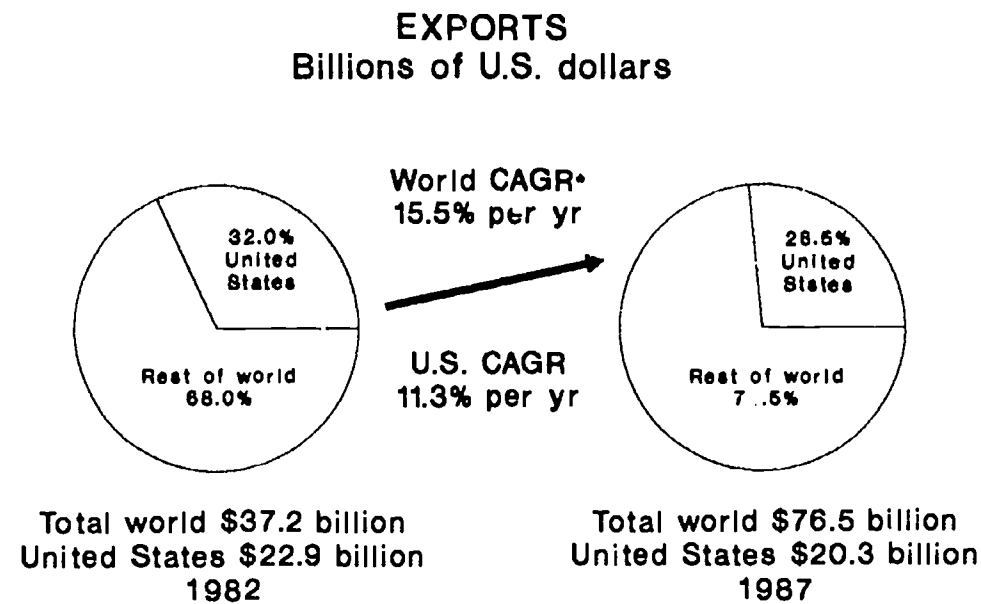 EXPORTS
Billions of U.S. dollars
World CAGR*
15.5% per yr
32.0%
United
States
Rest of world
68.0%
U.S. CAGR
11.3% per yr
26.5%
United
States
Rest of world
Total world $37.2 billion
United States $22.9 billion
1982
Total world $76.5 billion
United States $20.3 billion
1987